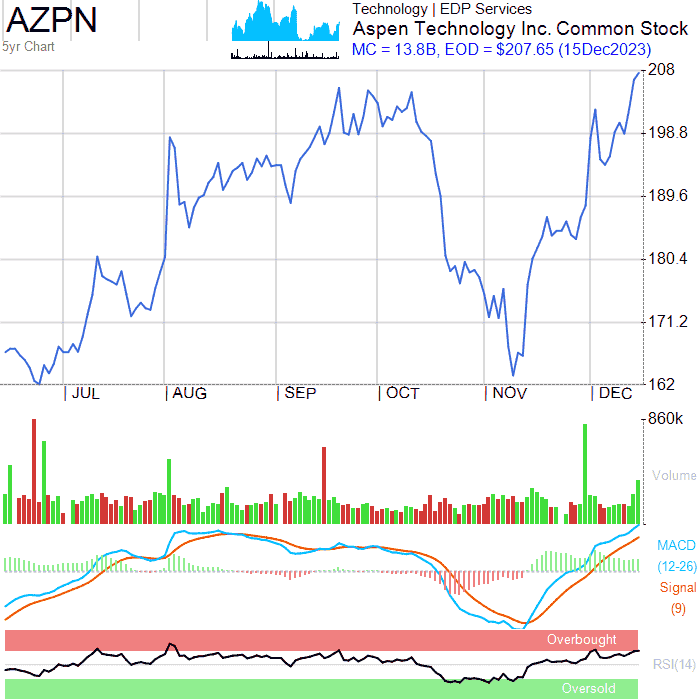 AZPN
5yr Chart
Technology | EDP Services
Aspen Technology Inc. Common Stock
MC = 13.8B, EOD = $207.65 (15Dec2023)
208
198.8
189.6
180.4
171.2
162
| JUL | AUG | SEP | OCT | NOV | DEC
860k
Volume
MACD
(12-26)
Signal
(9)
Overbought
RSI(14)
Oversold